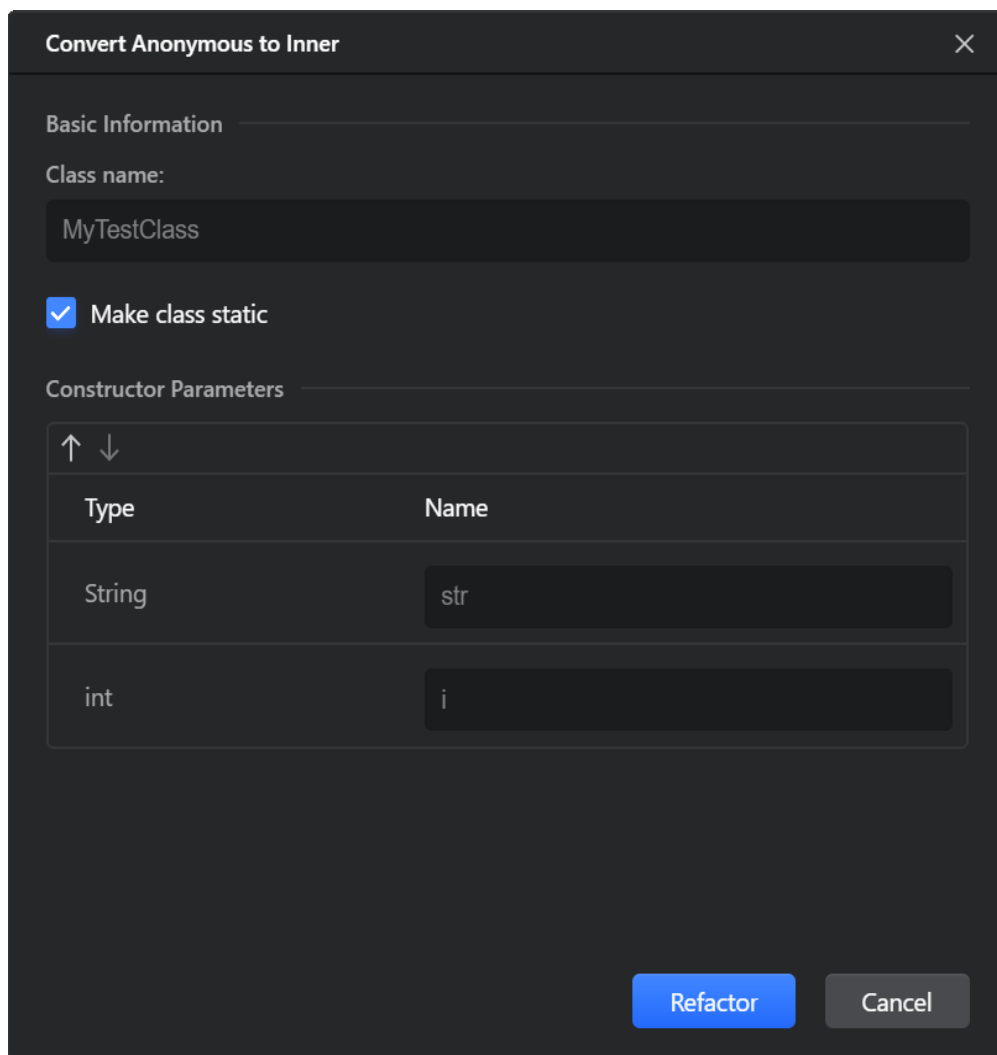 Convert Anonymous to Inner
Basic Information
Class name:
MyTestClass
Make class static
Constructor Parameters
Type Name
String str
int i
Refactor Cancel